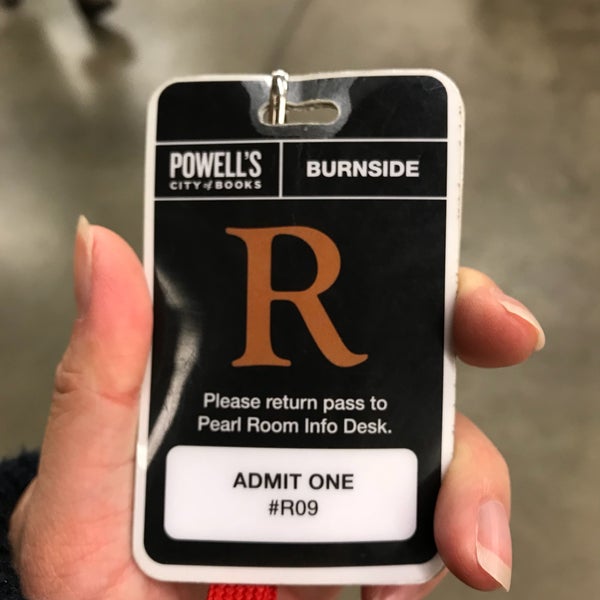 POWELL'S
CITY of BOOKS
BURNSIDE
R
Please return pass to
Pearl Room Info Desk.
ADMIT ONE
#R09